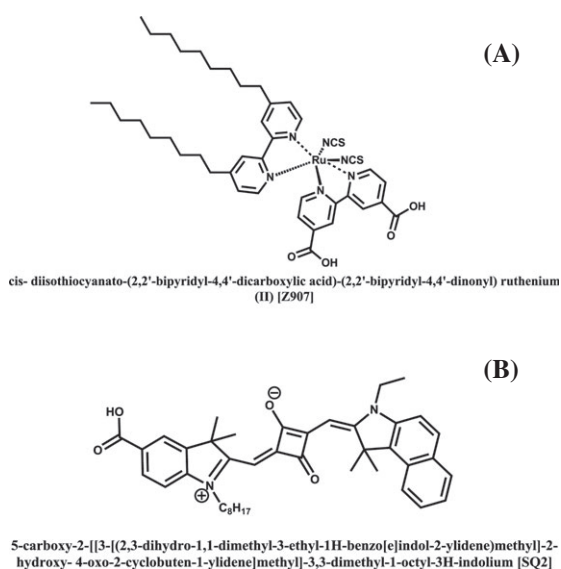 (A)
N
N
NCS
Ru
NCS
N
N
OH
O
O
OH
cis- diisothiocyanato-(2,2'-bipyridyl-4,4'-dicarboxylic acid)-(2,2'-bipyridyl-4,4'-dinonyl) ruthenium
(II) [Z907]
(B)
HO
O
O
N
N
C8H17
O
5-carboxy-2-[[3-[(2,3-dihydro-1,1-dimethyl-3-ethyl-1H-benzo[e]indol-2-ylidene)methyl]-2-
hydroxy- 4-oxo-2-cyclobuten-1-ylidene]methyl]-3,3-dimethyl-1-octyl-3H-indolium [SQ2]